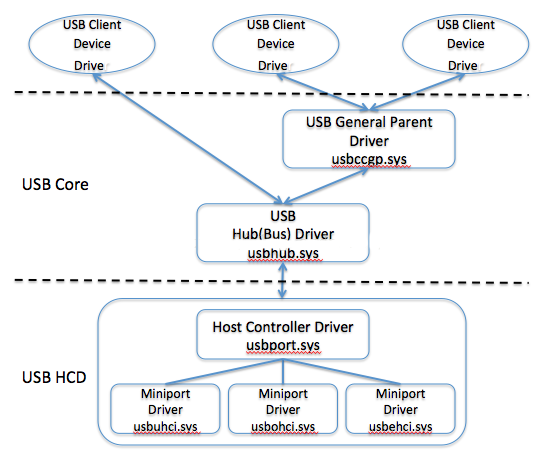 USB Client
Device
Drive
USB Client
Device
Drive
USB Client
Device
Drive
USB General Parent
Driver
usbccgp.sys
USB Core
USB
Hub(Bus) Driver
usbhub.sys
Host Controller Driver
usbport.sys
USB HCD
Miniport
Driver
usbuhci.sys
Miniport
Driver
usbohci.sys
Miniport
Driver
usbehci.sys